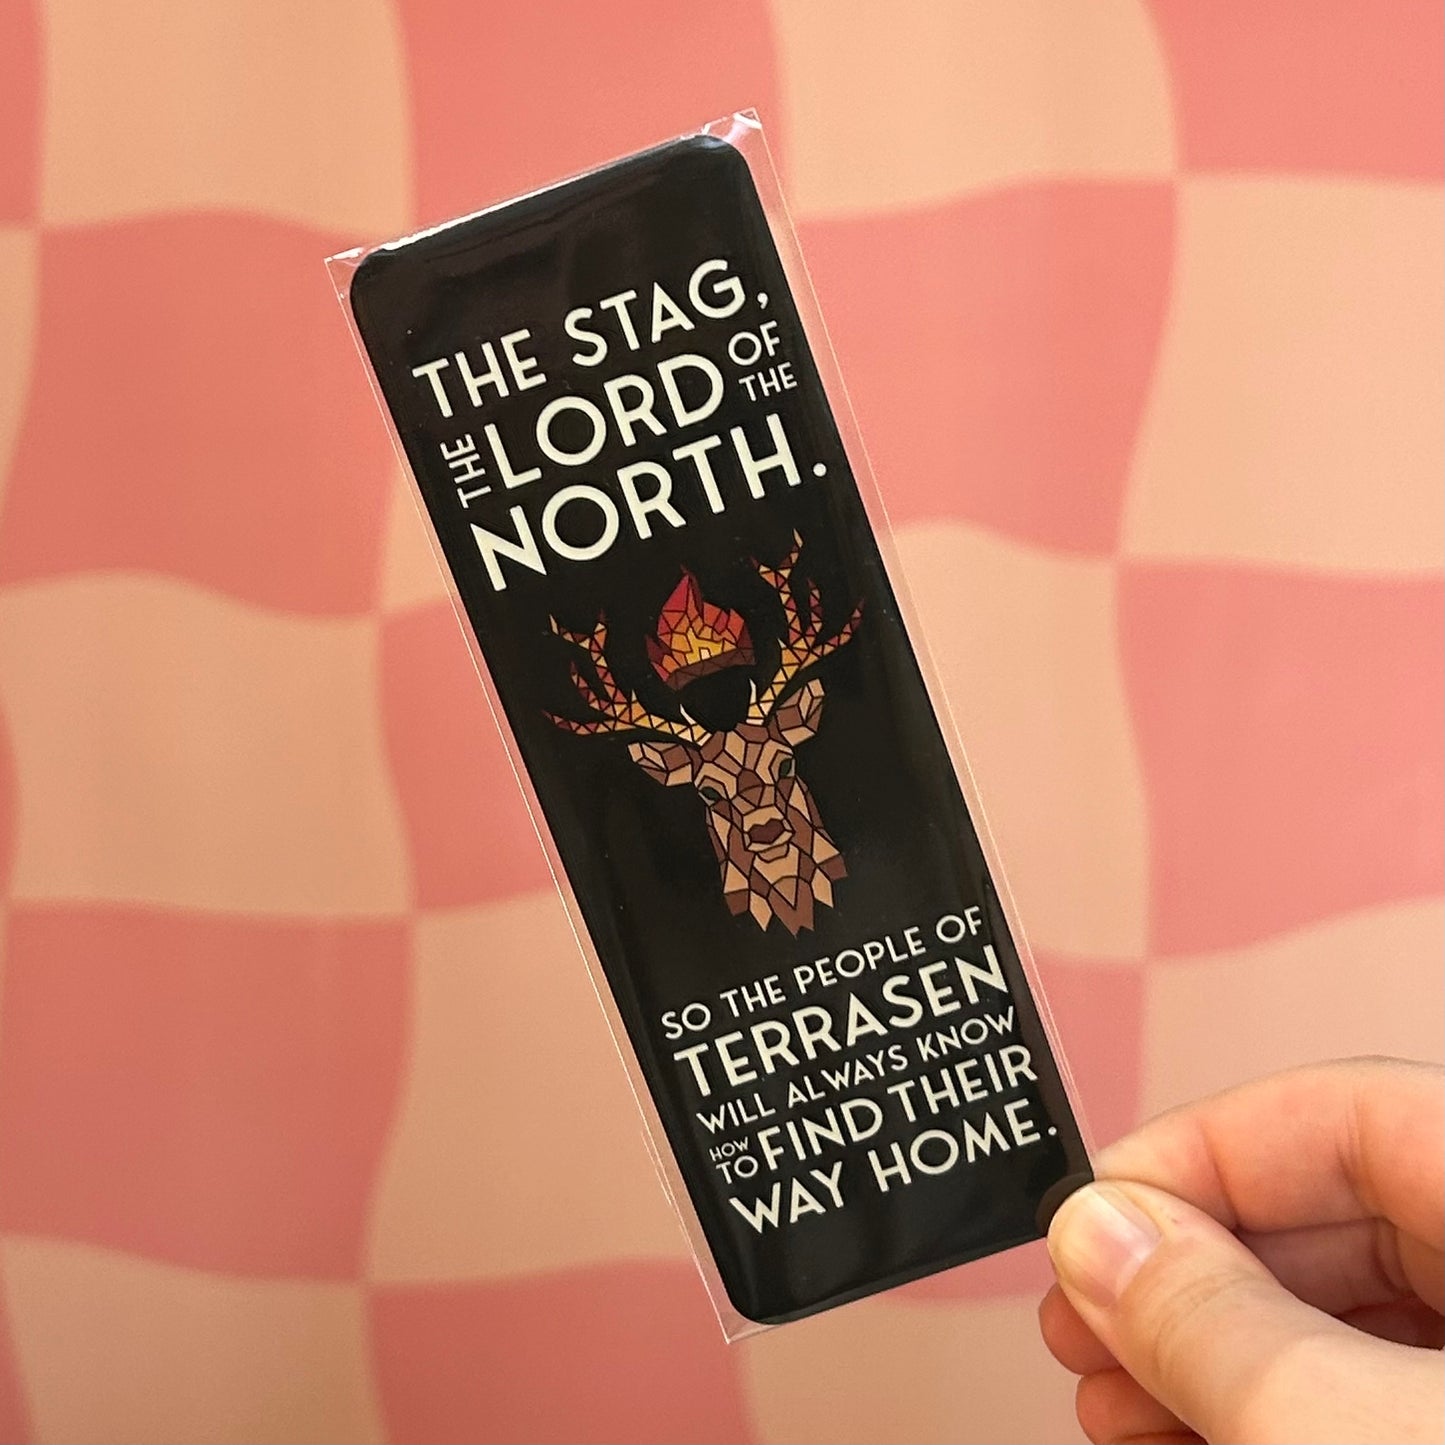 THE STAG,
THE LORD OF THE
NORTH.
SO THE PEOPLE OF
TERRASEN
WILL ALWAYS KNOW
HOW TO FIND THEIR
WAY HOME.